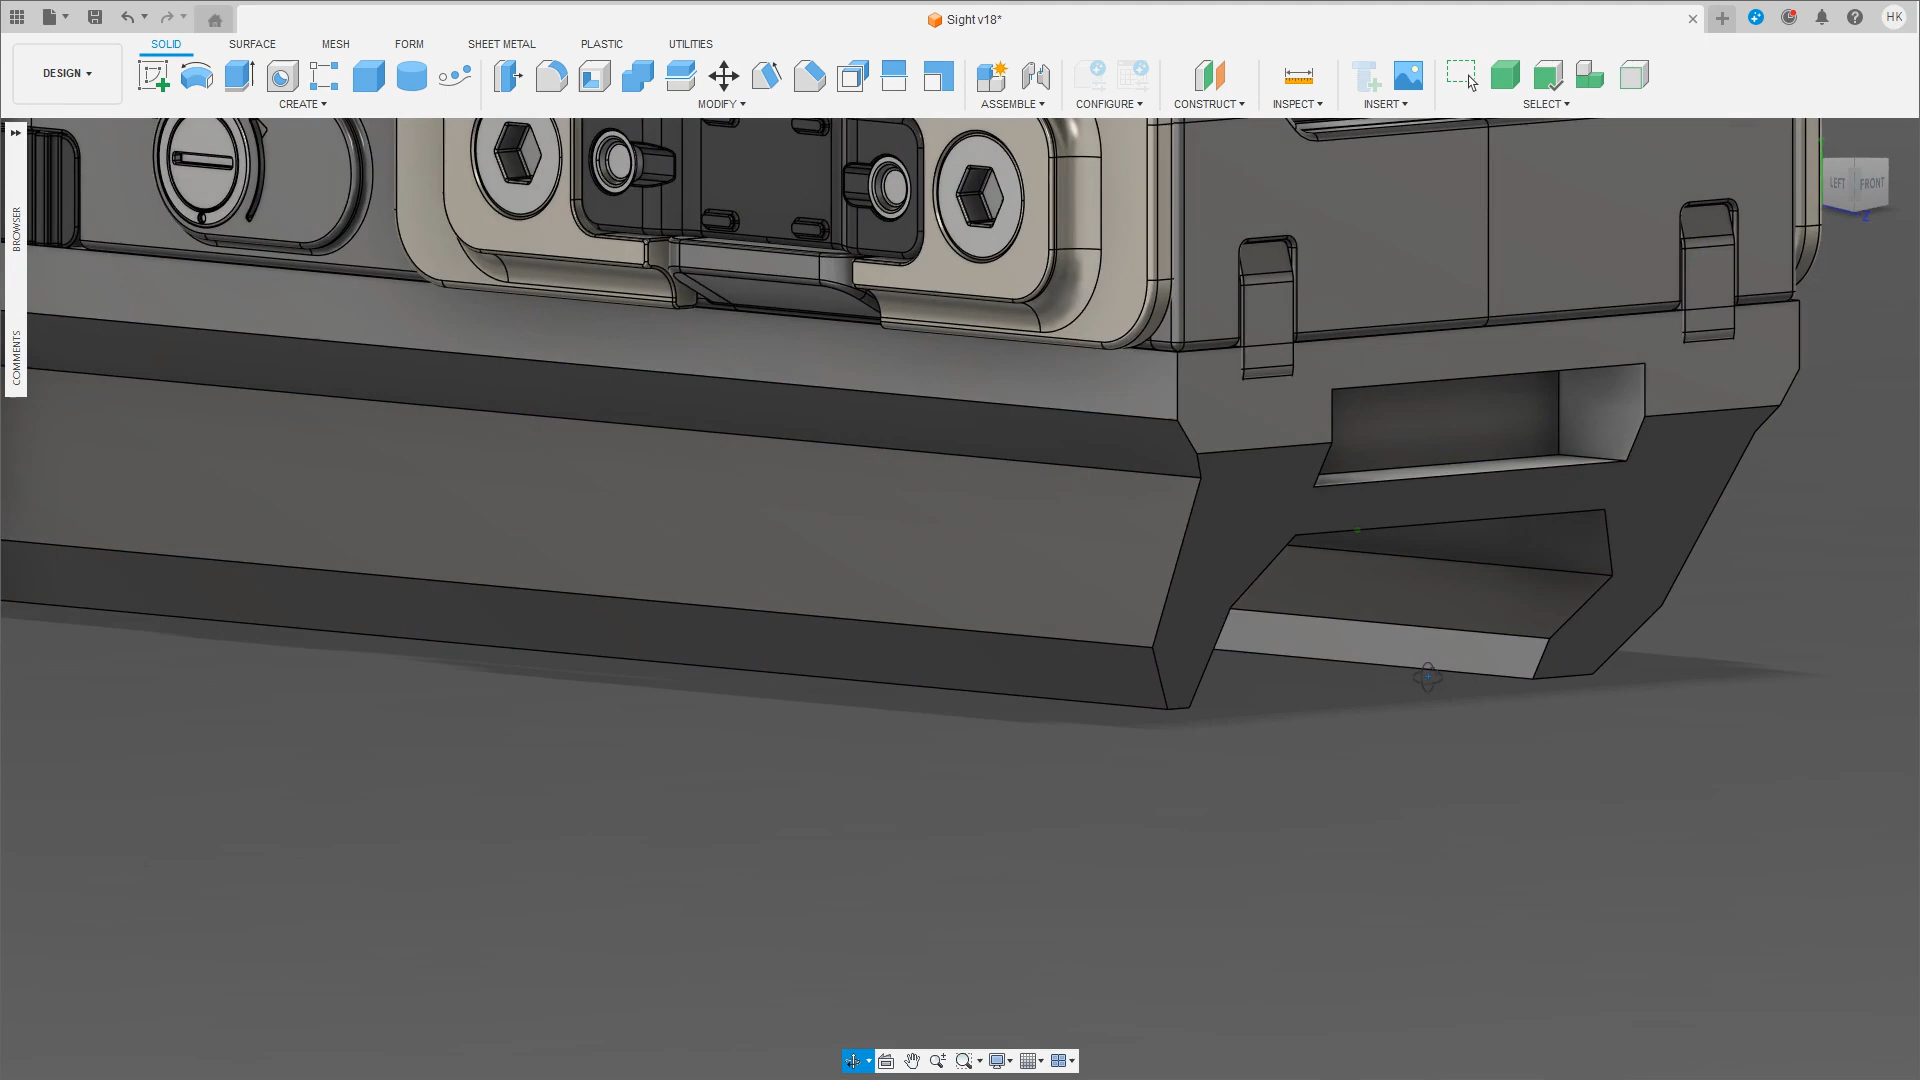 Sight v18*
HK
DESIGN
SOLID
SURFACE
MESH
FORM
SHEET METAL
PLASTIC
UTILITIES
CREATE
MODIFY
ASSEMBLE
CONFIGURE
CONSTRUCT
INSPECT
INSERT
SELECT
BROWSER
COMMENTS
LEFT
FRONT
Z